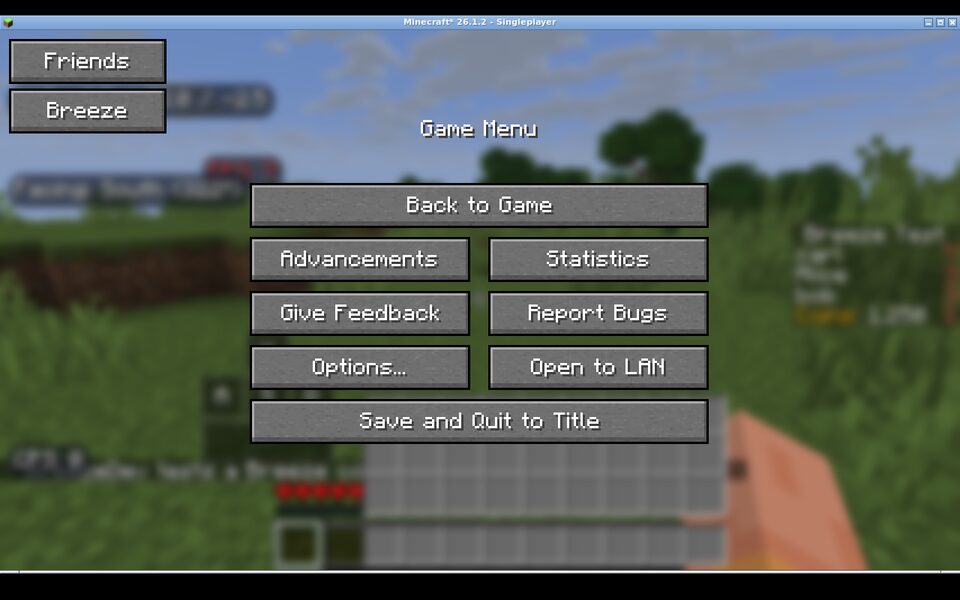 Minecraft* 26.1.2 - Singleplayer
Friends
Breeze
Game Menu
Back to Game
Advancements
Statistics
Give Feedback
Report Bugs
Options...
Open to LAN
Save and Quit to Title